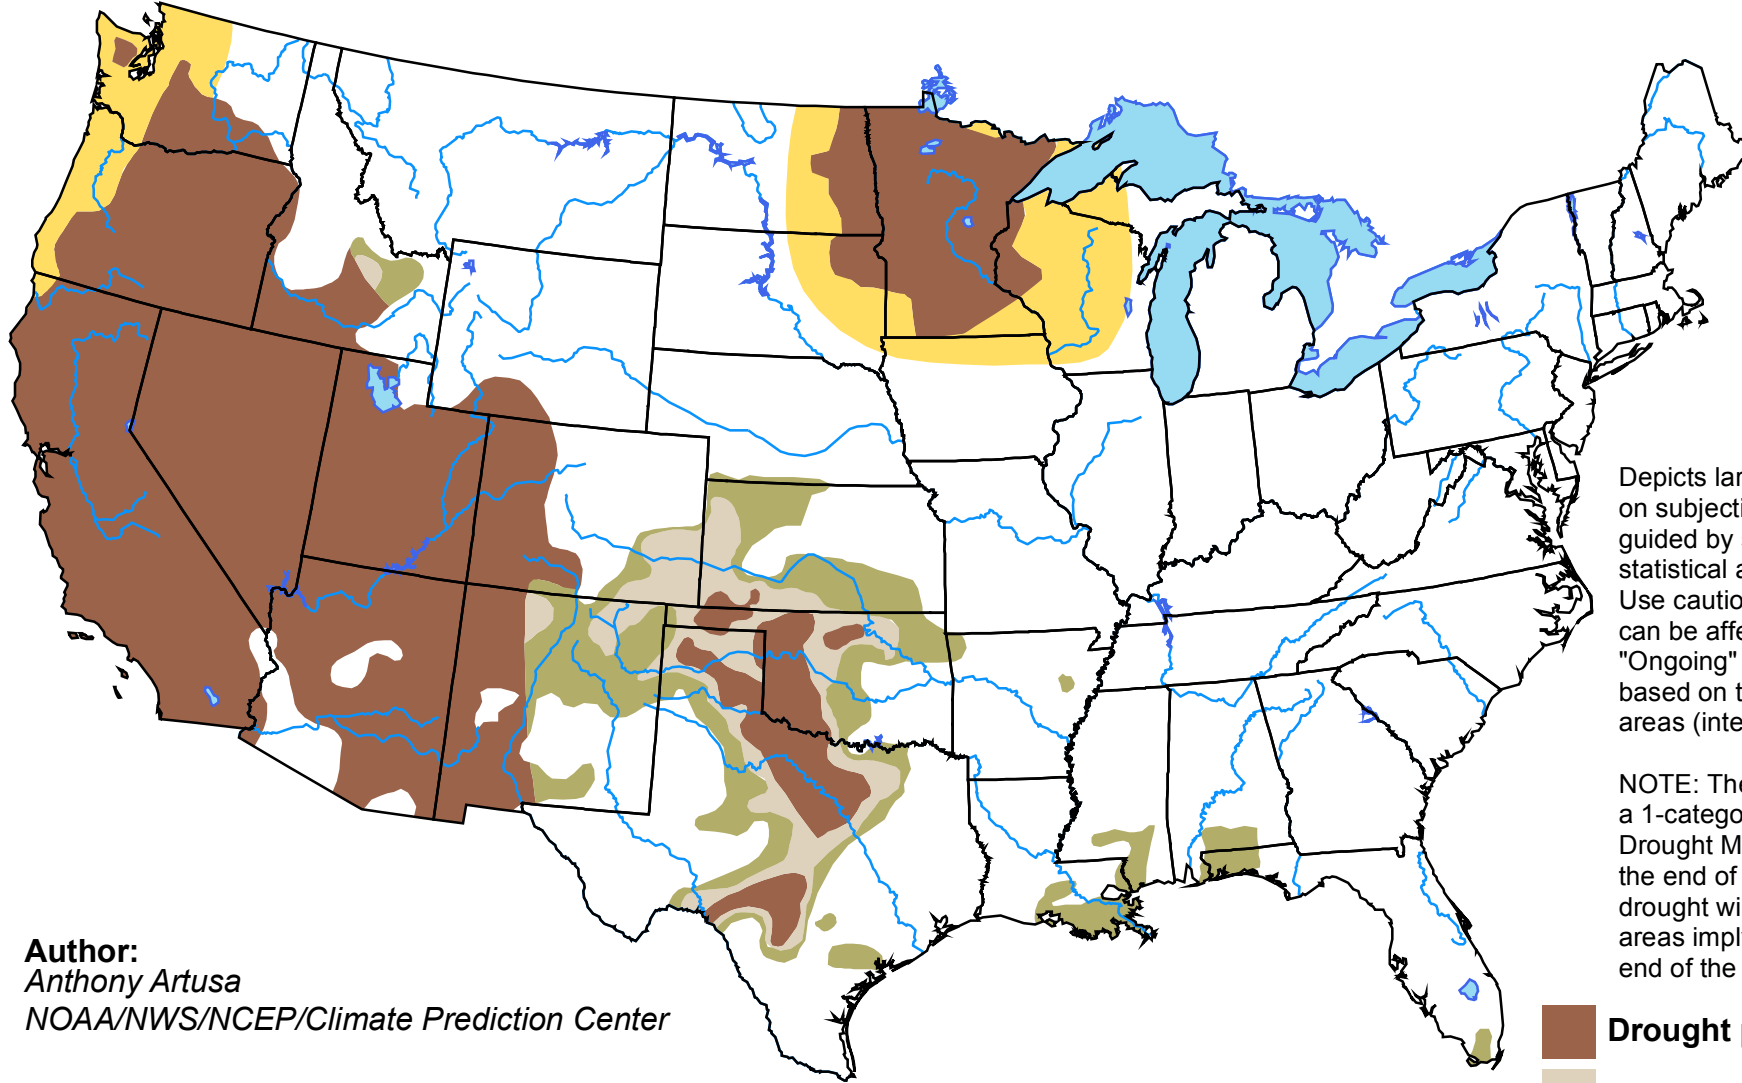 Depicts lar
on subjecti
guided by
statistical a
Use cautio
can be affe
"Ongoing"
based on t
areas (inte
NOTE: The
a 1-catego
Drought M
the end of
drought wi
areas impl
end of the
Author:
Anthony Artusa
NOAA/NWS/NCEP/Climate Prediction Center
Drought